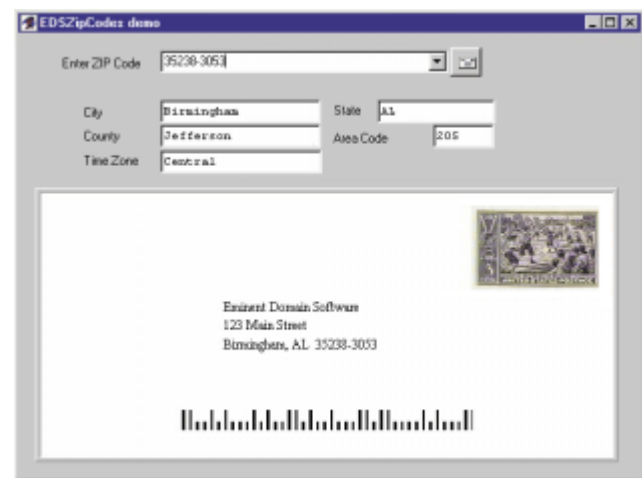 EDSZipCodes demo
Enter ZIP Code 35238-3053
City Birmingham State AL
County Jefferson Area Code 205
Time Zone Central
Eminent Domain Software
123 Main Street
Birmingham, AL 35238-3053